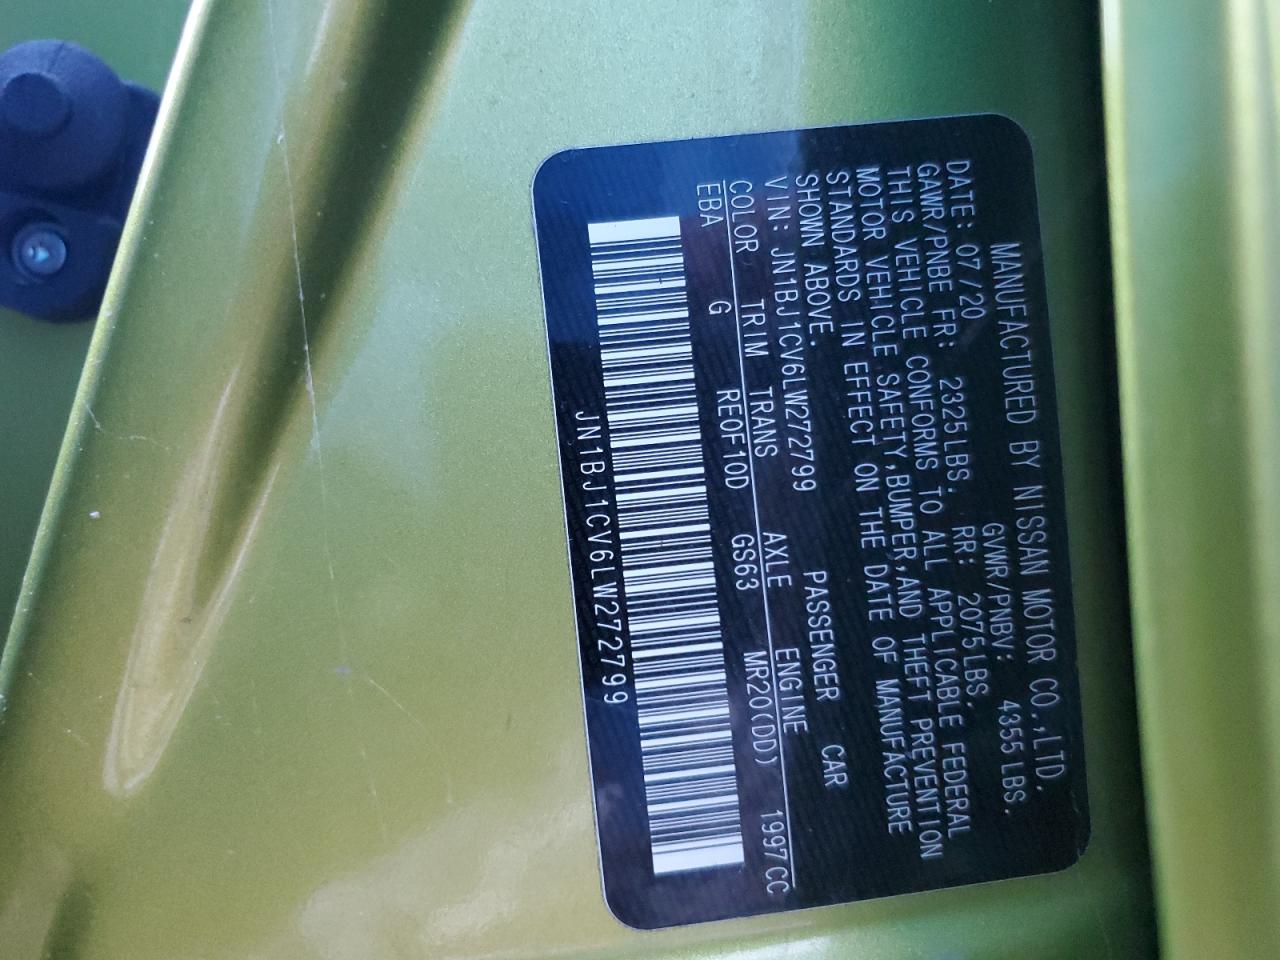 MANUFACTURED BY NISSAN MOTOR CO.,LTD.
DATE: 07/20 GVWR/PNBV: 4355LBS.
GAWR/PNBE FR: 2325LBS. RR: 2075LBS.
THIS VEHICLE CONFORMS TO ALL APPLICABLE FEDERAL
MOTOR VEHICLE SAFETY,BUMPER,AND THEFT PREVENTION
STANDARDS IN EFFECT ON THE DATE OF MANUFACTURE
SHOWN ABOVE.
VIN: JN1BJ1CV6LW272799 PASSENGER CAR
COLOR TRIM TRANS AXLE ENGINE
EBA G RE0F10D GS63 MR20(DD) 1997CC
JN1BJ1CV6LW272799